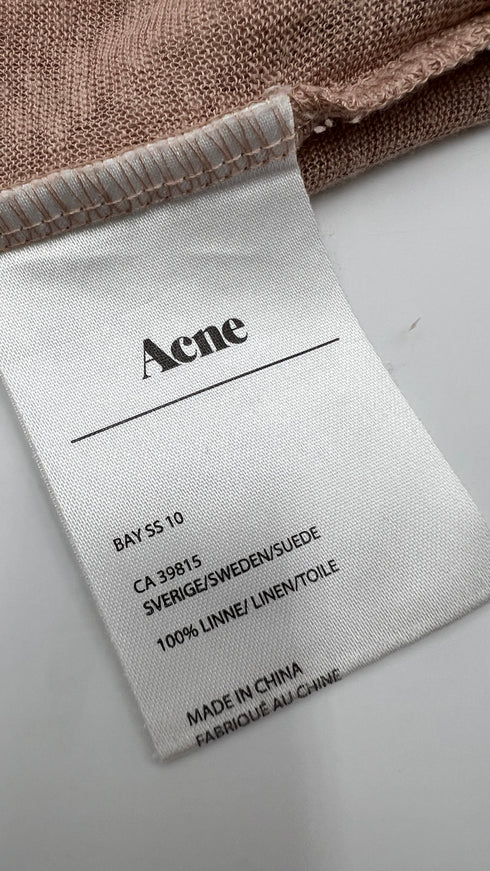 Acne
BAY SS 10
CA 39815
SVERIGE/SWEDEN/SUEDE
100% LINNE/ LINEN/TOILE
MADE IN CHINA
FABRIQUÉ AU CHINE